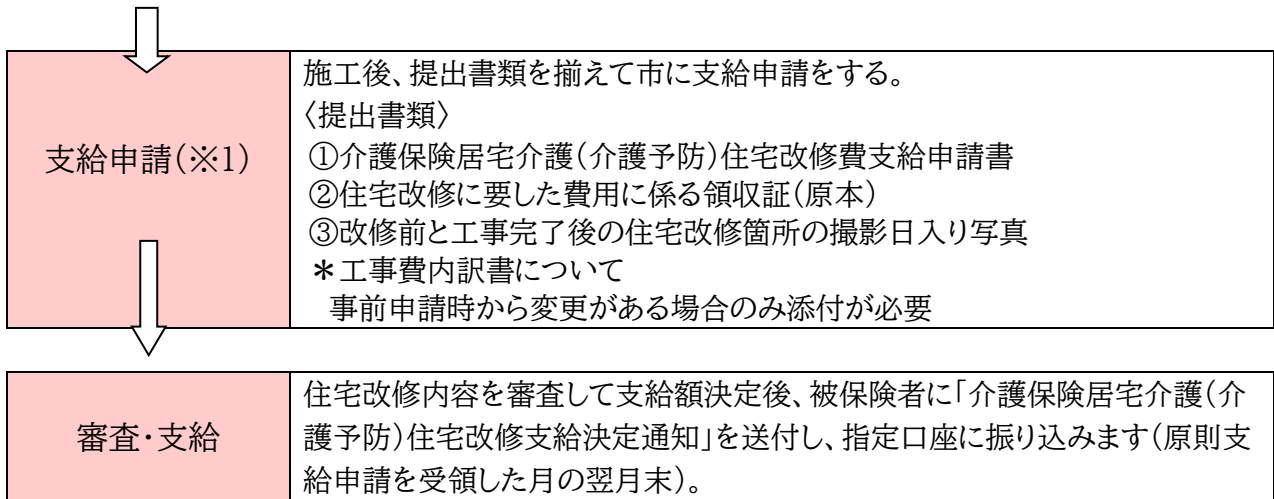 支給申請(※1)
施工後、提出書類を揃えて市に支給申請をする。
〈提出書類〉
①介護保険居宅介護(介護予防)住宅改修費支給申請書
②住宅改修に要した費用に係る領収証(原本)
③改修前と工事完了後の住宅改修箇所の撮影日入り写真
＊工事費内訳書について
事前申請時から変更がある場合のみ添付が必要
審査・支給
住宅改修内容を審査して支給額決定後、被保険者に「介護保険居宅介護(介
護予防)住宅改修支給決定通知」を送付し、指定口座に振り込みます(原則支
給申請を受領した月の翌月末)。